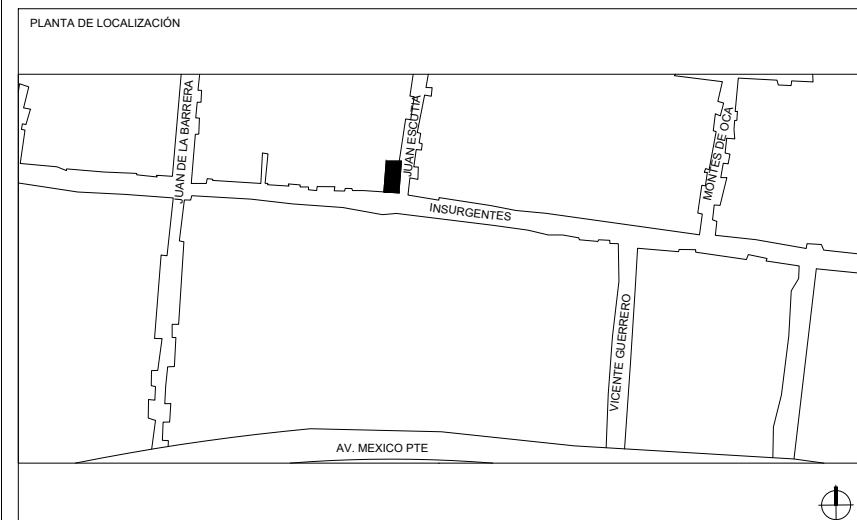 PLANTA DE LOCALIZACIÓN
JUAN DE LA BARRERA
JUAN ESCUTIA
MONTES DE OCA
INSURGENTES
VICENTE GUERRERO
AV. MEXICO PTE